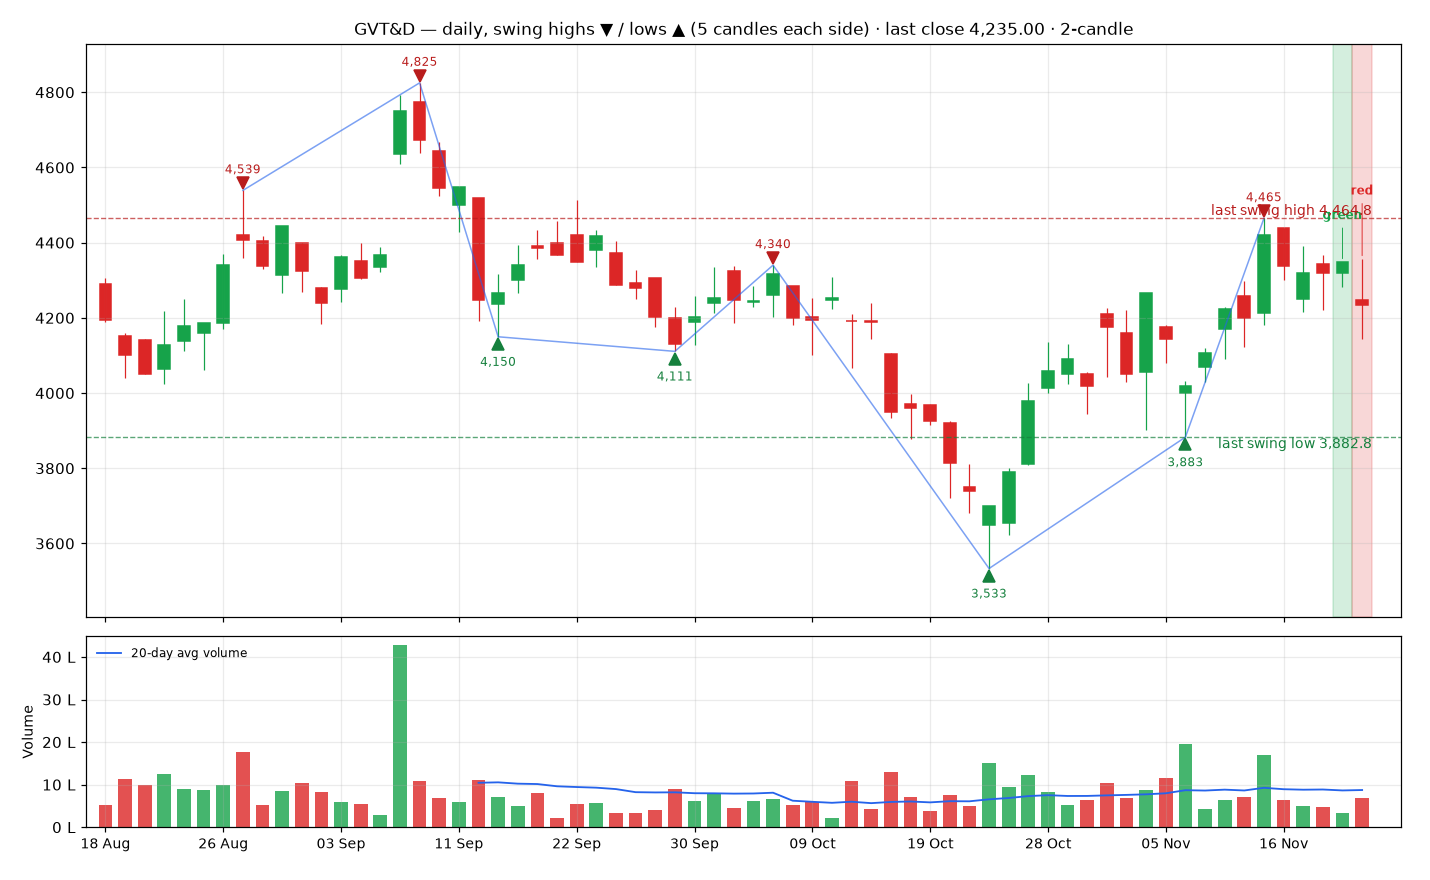 GVT&D — daily, swing highs ▼ / lows ▲ (5 candles each side) · last close 4,235.00 · 2-candle
4800
4600
4400
4200
4000
3800
3600
4,825
4,539
4,465
red
last swing high 4,464.8
green
4,340
4,150
4,111
last swing low 3,882.8
3,883
3,533
Volume
20-day avg volume
40 L
30 L
20 L
10 L
0 L
18 Aug
26 Aug
03 Sep
11 Sep
22 Sep
30 Sep
09 Oct
19 Oct
28 Oct
05 Nov
16 Nov